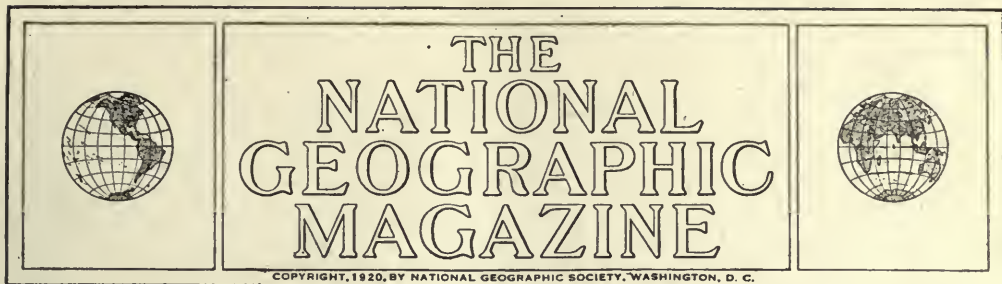 THE
NATIONAL
GEOGRAPHIC
MAGAZINE
COPYRIGHT, 1920, BY NATIONAL GEOGRAPHIC SOCIETY, WASHINGTON, D. C.